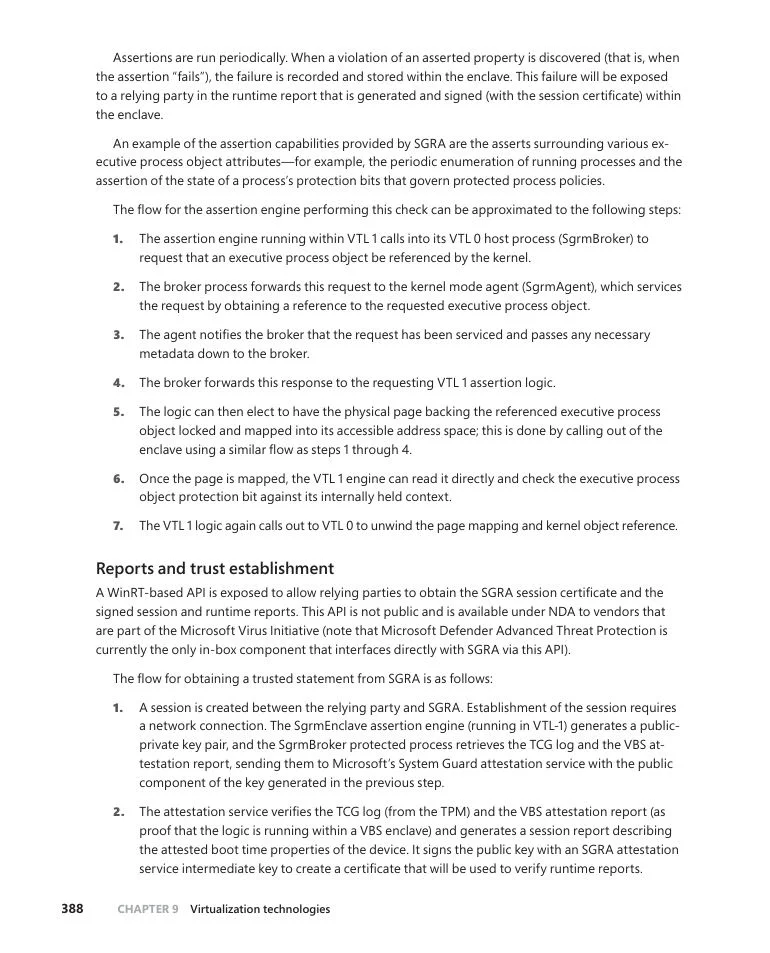 Assertions are run periodically. When a violation of an asserted property is discovered (that is, when
the assertion “fails”), the failure is recorded and stored within the enclave. This failure will be exposed
to a relying party in the runtime report that is generated and signed (with the session certificate) within
the enclave.
An example of the assertion capabilities provided by SGRA are the asserts surrounding various ex-
ecutive process object attributes—for example, the periodic enumeration of running processes and the
assertion of the state of a process’s protection bits that govern protected process policies.
The flow for the assertion engine performing this check can be approximated to the following steps:
1. The assertion engine running within VTL 1 calls into its VTL 0 host process (SgrmBroker) to
request that an executive process object be referenced by the kernel.
2. The broker process forwards this request to the kernel mode agent (SgrmAgent), which services
the request by obtaining a reference to the requested executive process object.
3. The agent notifies the broker that the request has been serviced and passes any necessary
metadata down to the broker.
4. The broker forwards this response to the requesting VTL 1 assertion logic.
5. The logic can then elect to have the physical page backing the referenced executive process
object locked and mapped into its accessible address space; this is done by calling out of the
enclave using a similar flow as steps 1 through 4.
6. Once the page is mapped, the VTL 1 engine can read it directly and check the executive process
object protection bit against its internally held context.
7. The VTL 1 logic again calls out to VTL 0 to unwind the page mapping and kernel object reference.
Reports and trust establishment
A WinRT-based API is exposed to allow relying parties to obtain the SGRA session certificate and the
signed session and runtime reports. This API is not public and is available under NDA to vendors that
are part of the Microsoft Virus Initiative (note that Microsoft Defender Advanced Threat Protection is
currently the only in-box component that interfaces directly with SGRA via this API).
The flow for obtaining a trusted statement from SGRA is as follows:
1. A session is created between the relying party and SGRA. Establishment of the session requires
a network connection. The SgrmEnclave assertion engine (running in VTL-1) generates a public-
private key pair, and the SgrmBroker protected process retrieves the TCG log and the VBS at-
testation report, sending them to Microsoft’s System Guard attestation service with the public
component of the key generated in the previous step.
2. The attestation service verifies the TCG log (from the TPM) and the VBS attestation report (as
proof that the logic is running within a VBS enclave) and generates a session report describing
the attested boot time properties of the device. It signs the public key with an SGRA attestation
service intermediate key to create a certificate that will be used to verify runtime reports.
388 CHAPTER 9 Virtualization technologies